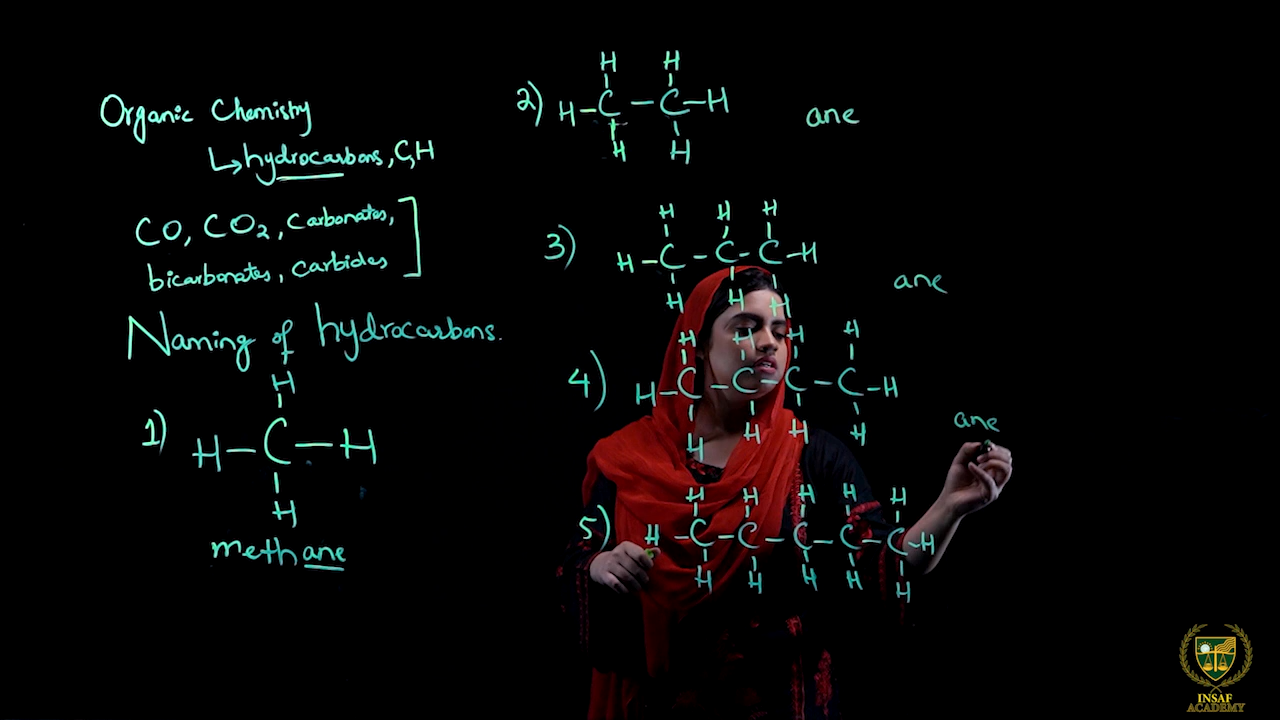 Organic Chemistry
↳ hydrocarbons, C,H
CO, CO₂, carbonates,
bicarbonates, carbides
Naming of hydrocarbons.
1)
H
H–C–H
H
methane
2)
H H
H–C–C–H
H H
ane
3)
H H H
H–C–C–C–H
H H H
ane
4)
H H H H
H–C–C–C–C–H
H H H H
ane
5)
H H H H H
H–C–C–C–C–C–H
H H H H H
INSAF
ACADEMY